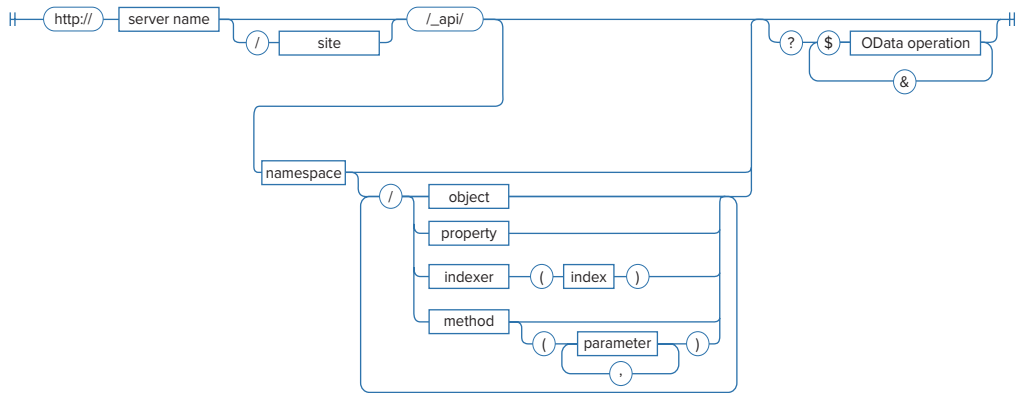 http:// server name /_api/
/ site ? $ OData operation
&
namespace
/ object
property
indexer ( index )
method
( parameter )
,